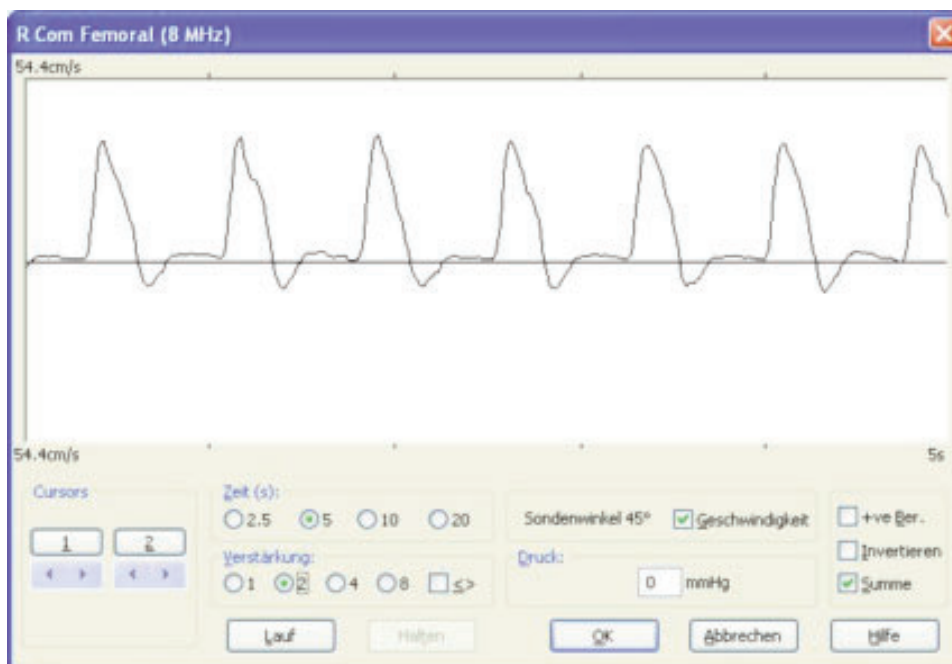 R Com Femoral (8 MHz)
54.4cm/s
54.4cm/s
5s
Cursors
1 2
Zeit (s):
2.5 5 10 20
Verstärkung:
1 2 4 8 ≤>
Sondenwinkel 45° Geschwindigkeit
Druck:
0 mmHg
+ve Ber.
Invertieren
Summe
Lauf Halten OK Abbrechen Hilfe